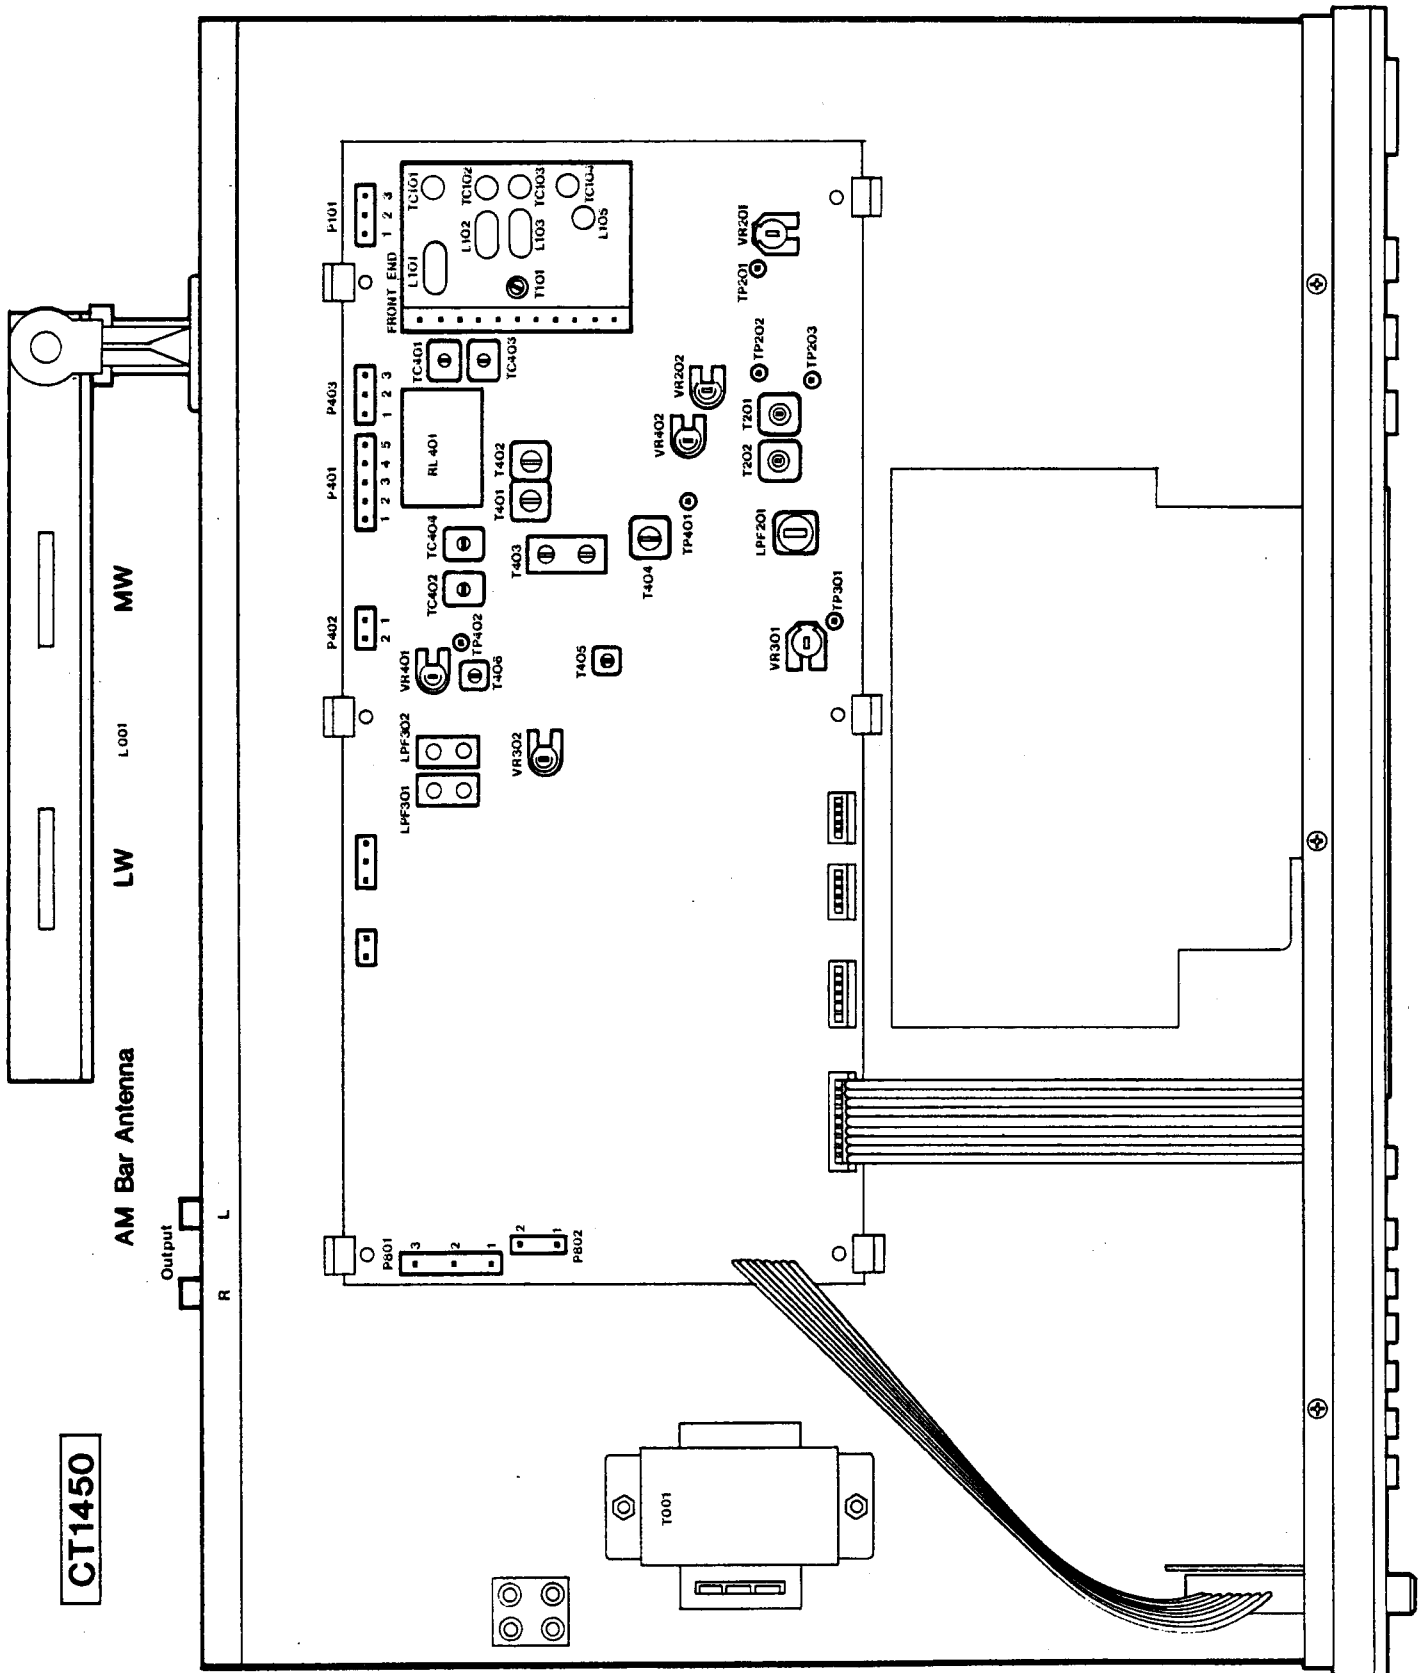 CT1450
AM Bar Antenna
LW
L001
MW
Output
R
L
P101
1 2 3
FRONT END
L101
TC101
L102
TC102
L103
TC103
TC104
L105
T101
P403
1 2 3
P401
1 2 3 4 5
P402
2 1
TC401
TC403
RL401
T402
T401
TC404
TC402
T403
T404
TP401
TP402
VR401
T406
T405
LPF302
LPF301
VR302
VR201
TP201
TP202
TP203
VR202
VR402
T201
T202
LPF201
TP301
VR301
P801
3
2
1
P802
2
1
T001